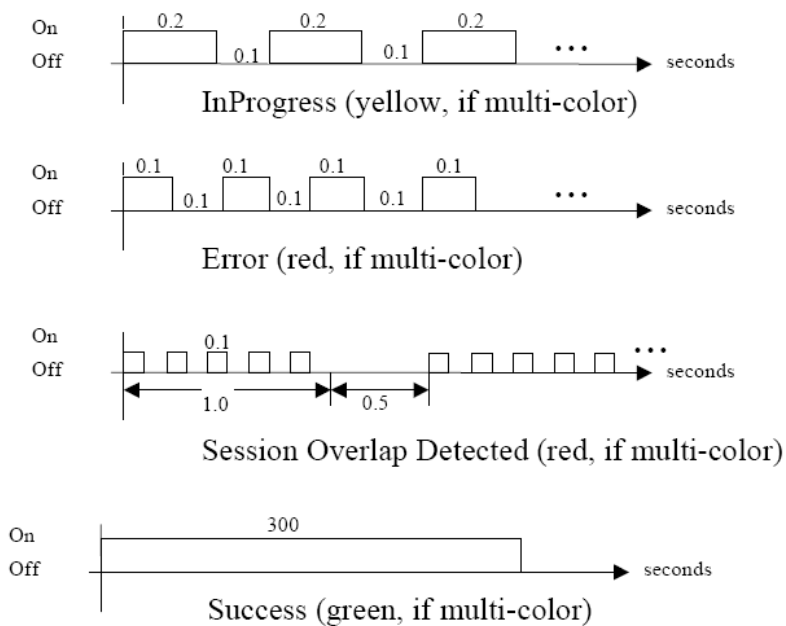 0.2 0.2 0.2
On
Off 0.1 0.1 ... seconds
InProgress (yellow, if multi-color)
0.1 0.1 0.1 0.1
On
Off 0.1 0.1 0.1 ... seconds
Error (red, if multi-color)
On 0.1
Off ... seconds
1.0 0.5
Session Overlap Detected (red, if multi-color)
On 300
Off seconds
Success (green, if multi-color)